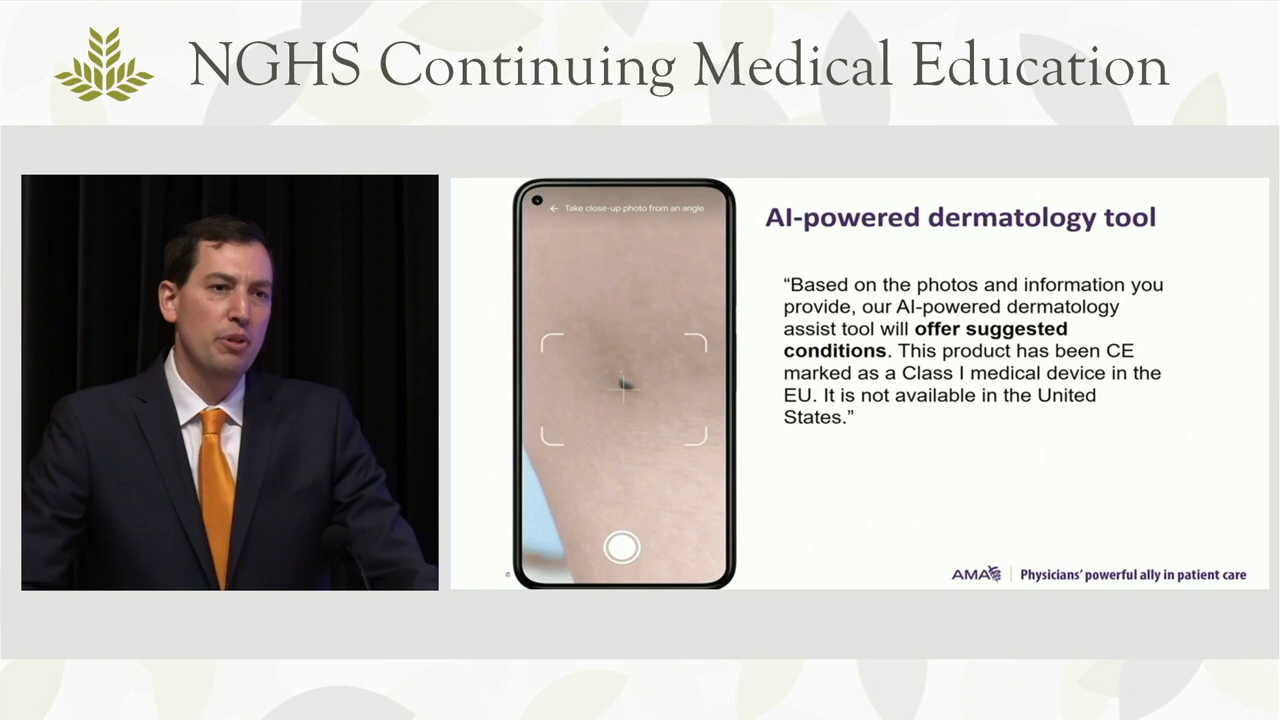 NGHS Continuing Medical Education
← Take close-up photo from an angle
AI-powered dermatology tool
“Based on the photos and information you
provide, our AI-powered dermatology
assist tool will offer suggested
conditions. This product has been CE
marked as a Class I medical device in the
EU. It is not available in the United
States.”
©
AMA
Physicians’ powerful ally in patient care